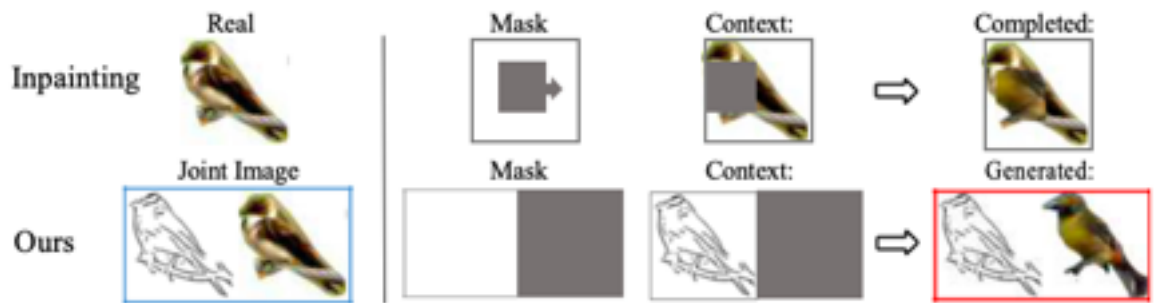 Real Mask Context: Completed:
Inpainting
Joint Image Mask Context: Generated:
Ours